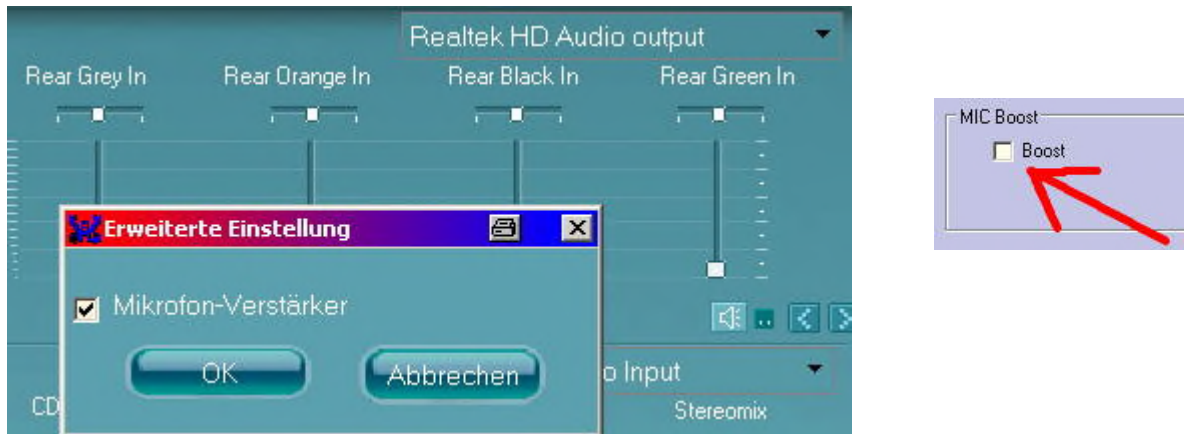 Realtek HD Audio output
Rear Grey In
Rear Orange In
Rear Black In
Rear Green In
Erweiterte Einstellung
Mikrofon-Verstärker
OK
Abbrechen
o Input
CD
Stereomix
MIC Boost
Boost